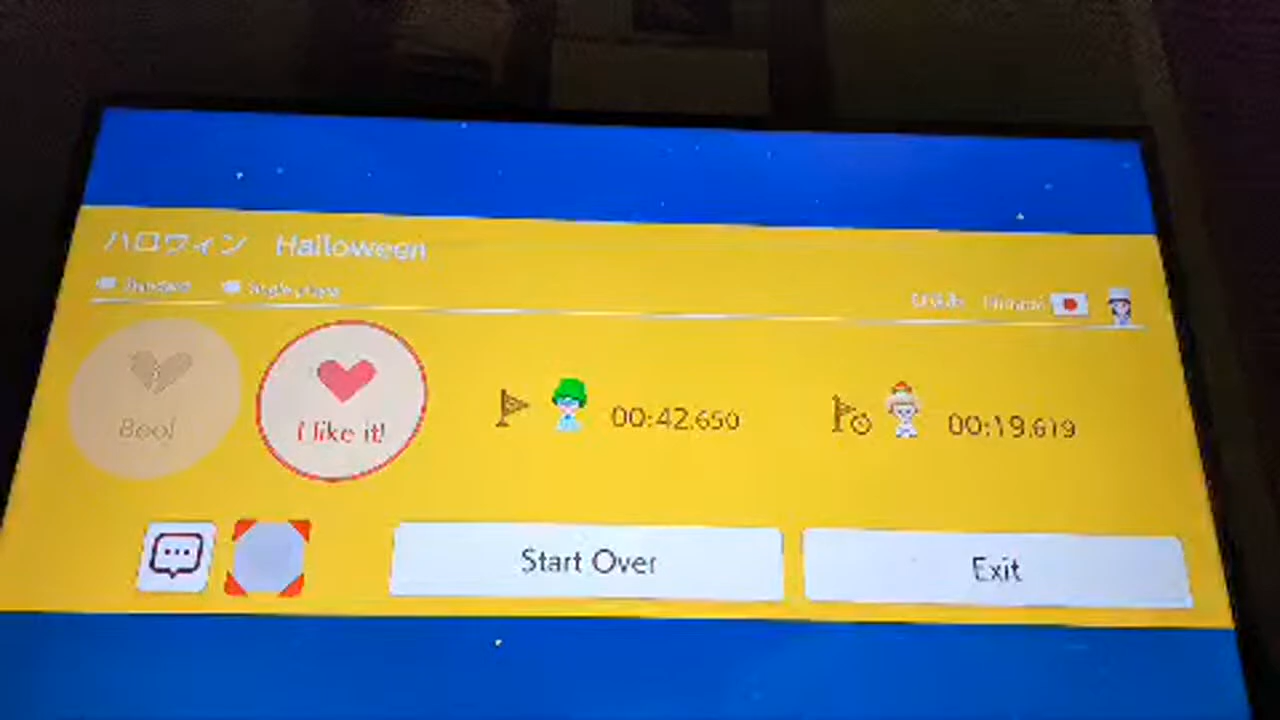 ハロウィン Halloween
Boo!
I like it!
00:42.650
00:19.619
Start Over
Exit